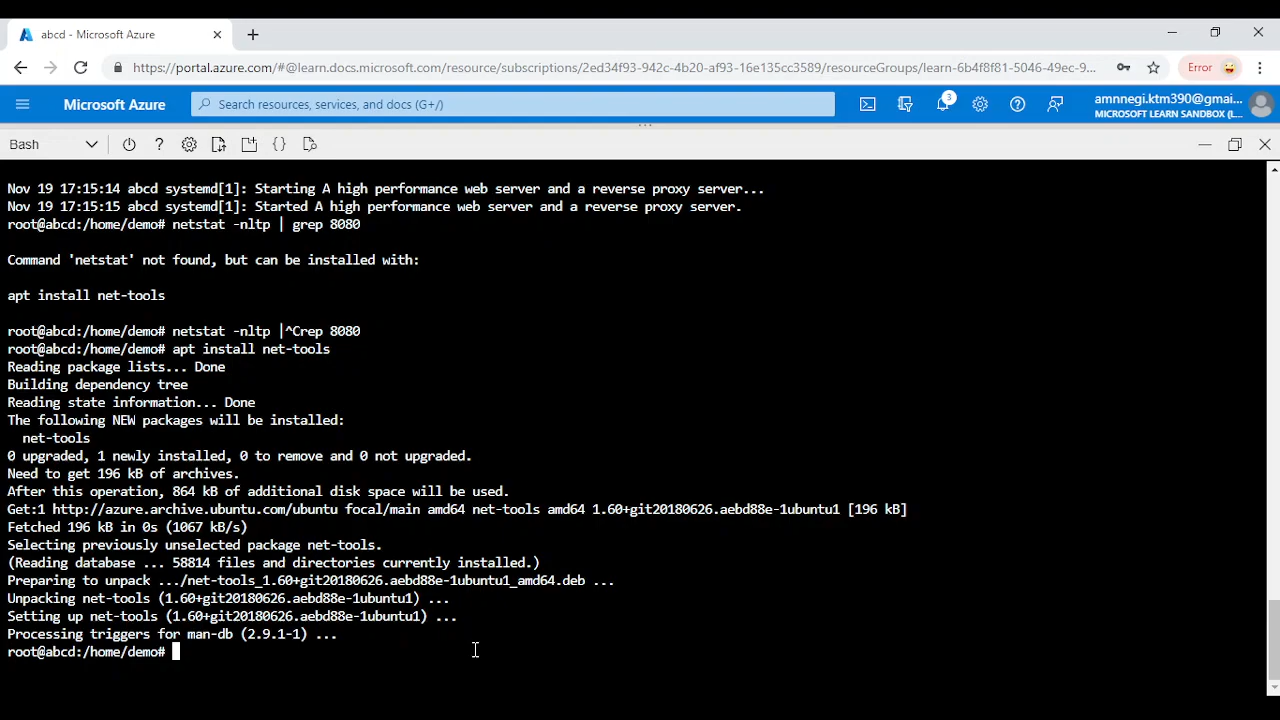 abcd - Microsoft Azure
https://portal.azure.com/#@learn.docs.microsoft.com/resource/subscriptions/2ed34f93-942c-4b20-af93-16e135cc3589/resourceGroups/learn-6b4f8f81-5046-49ec-9...
Error
Microsoft Azure
Search resources, services, and docs (G+/)
3
amnnegi.ktm390@gmai...
MICROSOFT LEARN SANDBOX (L...
Bash
Nov 19 17:15:14 abcd systemd[1]: Starting A high performance web server and a reverse proxy server...
Nov 19 17:15:15 abcd systemd[1]: Started A high performance web server and a reverse proxy server.
root@abcd:/home/demo# netstat -nltp | grep 8080
Command 'netstat' not found, but can be installed with:
apt install net-tools
root@abcd:/home/demo# netstat -nltp |^Crep 8080
root@abcd:/home/demo# apt install net-tools
Reading package lists... Done
Building dependency tree
Reading state information... Done
The following NEW packages will be installed:
net-tools
0 upgraded, 1 newly installed, 0 to remove and 0 not upgraded.
Need to get 196 kB of archives.
After this operation, 864 kB of additional disk space will be used.
Get:1 http://azure.archive.ubuntu.com/ubuntu focal/main amd64 net-tools amd64 1.60+git20180626.aebd88e-1ubuntu1 [196 kB]
Fetched 196 kB in 0s (1067 kB/s)
Selecting previously unselected package net-tools.
(Reading database ... 58814 files and directories currently installed.)
Preparing to unpack .../net-tools_1.60+git20180626.aebd88e-1ubuntu1_amd64.deb ...
Unpacking net-tools (1.60+git20180626.aebd88e-1ubuntu1) ...
Setting up net-tools (1.60+git20180626.aebd88e-1ubuntu1) ...
Processing triggers for man-db (2.9.1-1) ...
root@abcd:/home/demo#